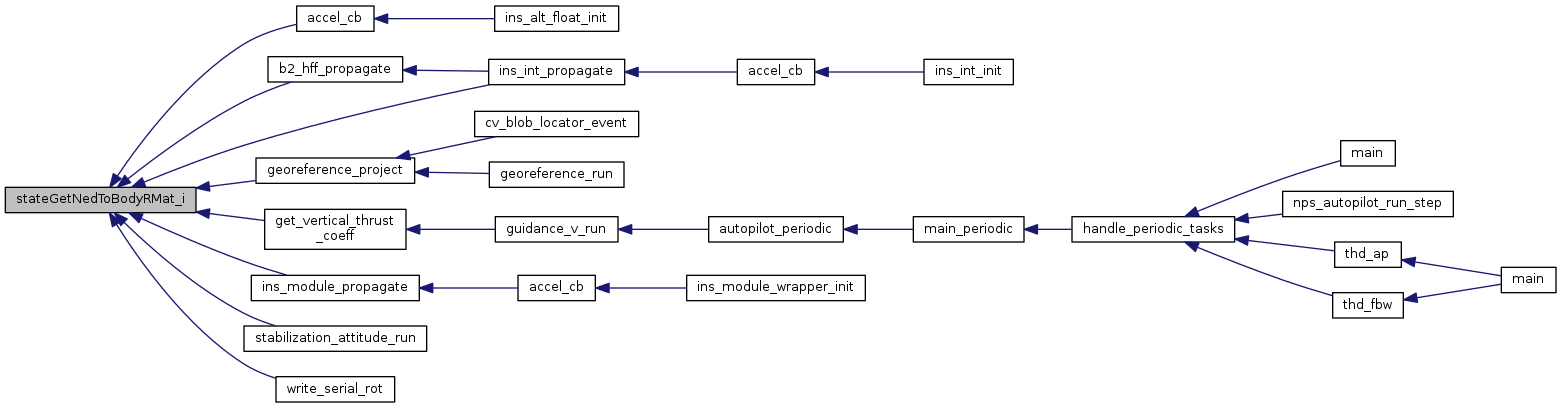 accel_cb
ins_alt_float_init
b2_hff_propagate
ins_int_propagate
accel_cb
ins_int_init
cv_blob_locator_event
main
georeference_project
georeference_run
stateGetNedToBodyRMat_i
nps_autopilot_run_step
get_vertical_thrust
_coeff
guidance_v_run
autopilot_periodic
main_periodic
handle_periodic_tasks
thd_ap
main
ins_module_propagate
accel_cb
ins_module_wrapper_init
thd_fbw
stabilization_attitude_run
write_serial_rot